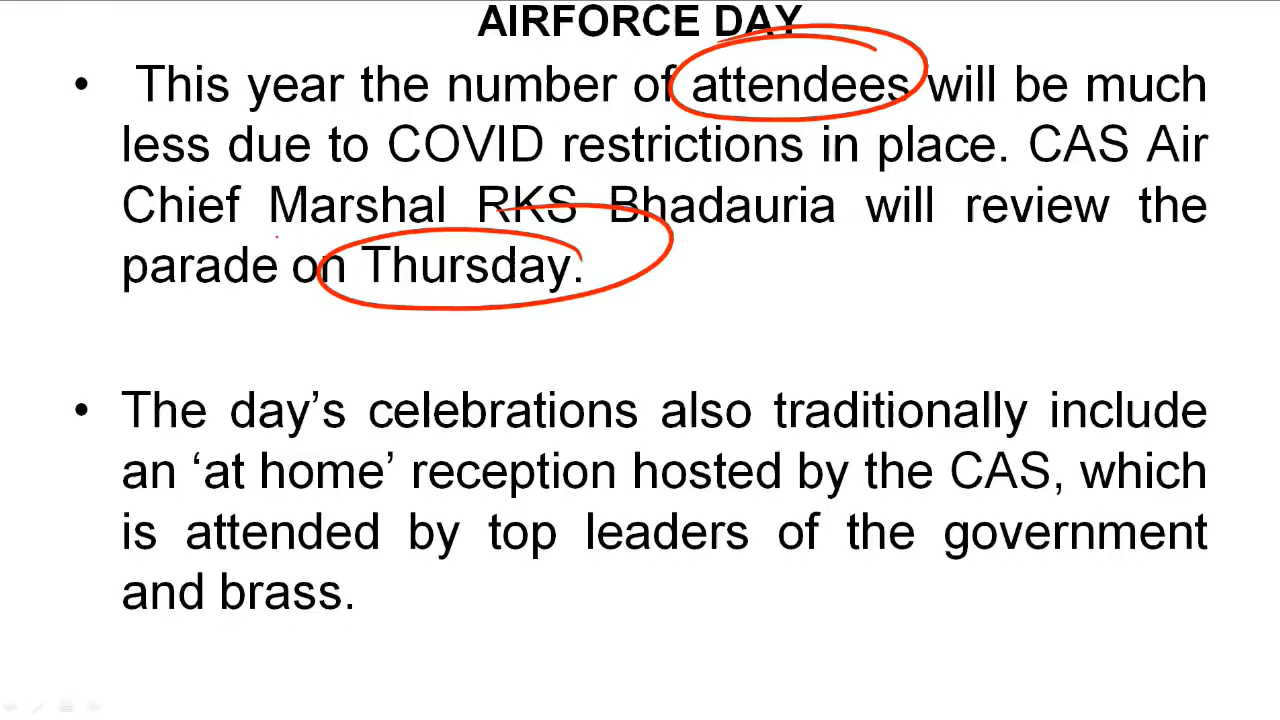 AIRFORCE DAY
• This year the number of attendees will be much
less due to COVID restrictions in place. CAS Air
Chief Marshal RKS Bhadauria will review the
parade on Thursday.
• The day’s celebrations also traditionally include
an ‘at home’ reception hosted by the CAS, which
is attended by top leaders of the government
and brass.